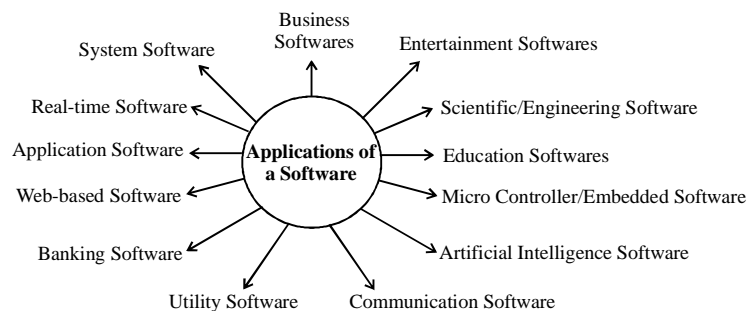 Business
Softwares
System Software
Entertainment Softwares
Real-time Software
Scientific/Engineering Software
Application Software
Applications of
a Software
Education Softwares
Web-based Software
Micro Controller/Embedded Software
Banking Software
Artificial Intelligence Software
Utility Software
Communication Software